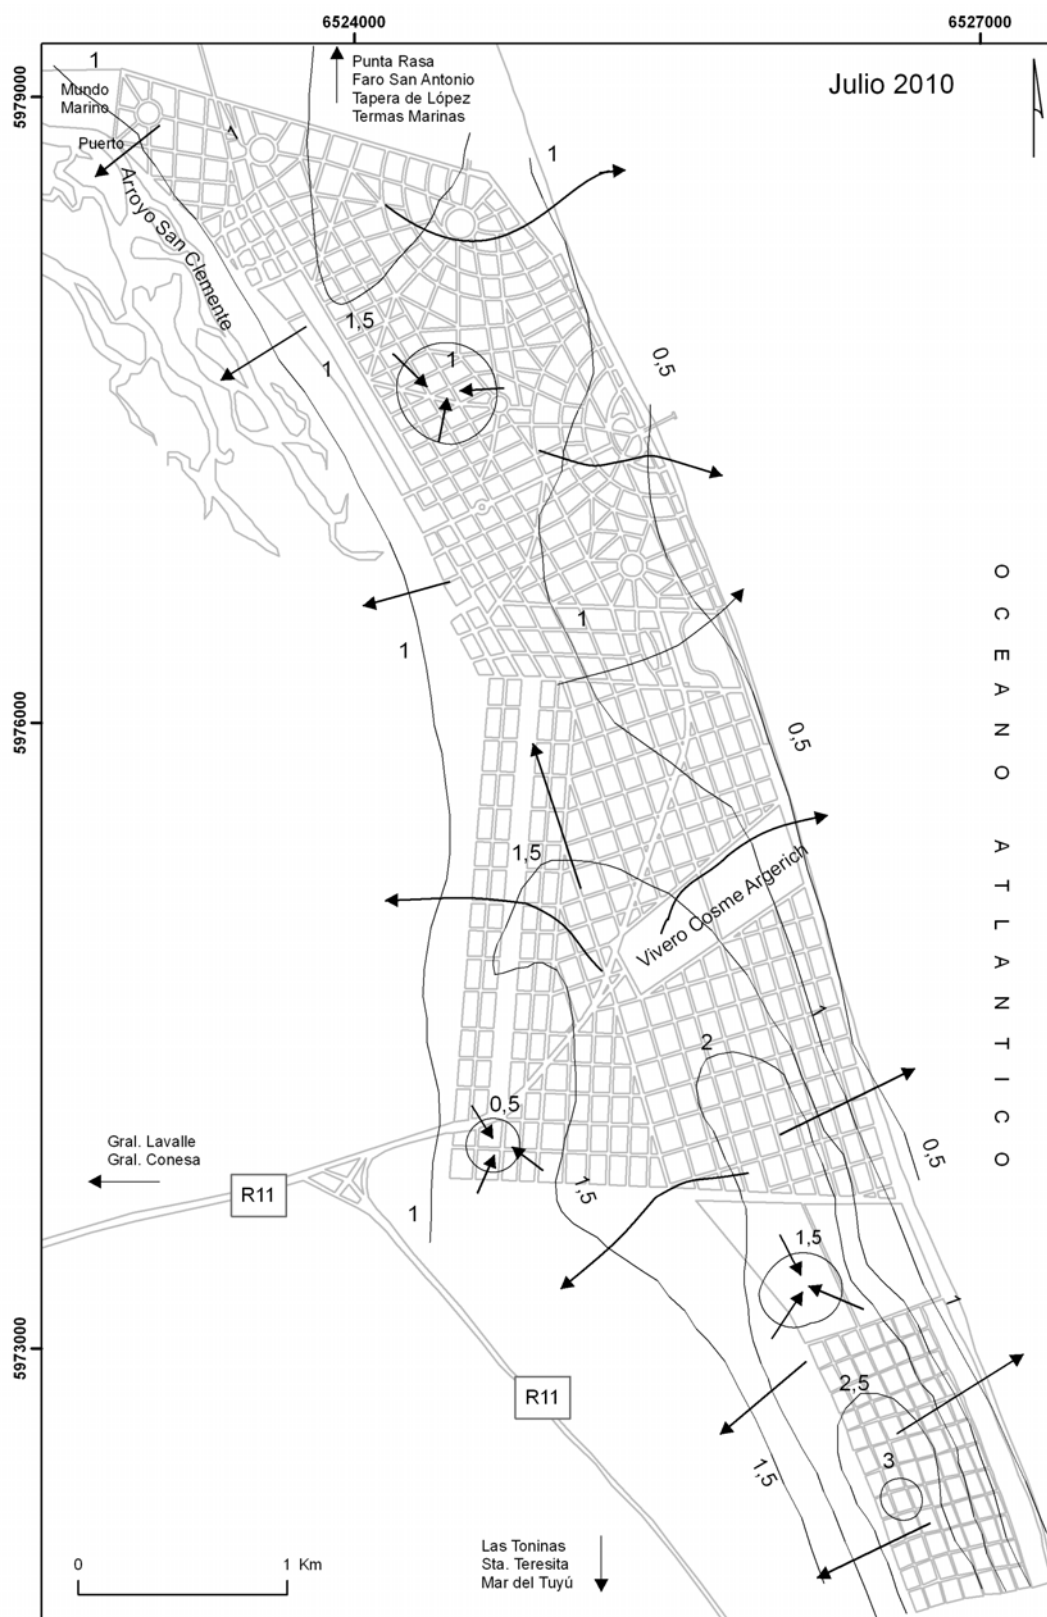 6524000
6527000
5979000
5976000
5973000
Julio 2010
Punta Rasa
Faro San Antonio
Tapera de López
Termas Marinas
1
Mundo
Marino
Puerto
Arroyo San Clemente
1
1
1,5
1
1
0,5
1
1
0,5
OCEANO ATLANTICO
1,5
Vivero Cosme Argerich
1
2
0,5
0,5
Gral. Lavalle
Gral. Conesa
R11
1
1,5
1,5
1
2,5
R11
3
1,5
0
1 Km
Las Toninas
Sta. Teresita
Mar del Tuyú